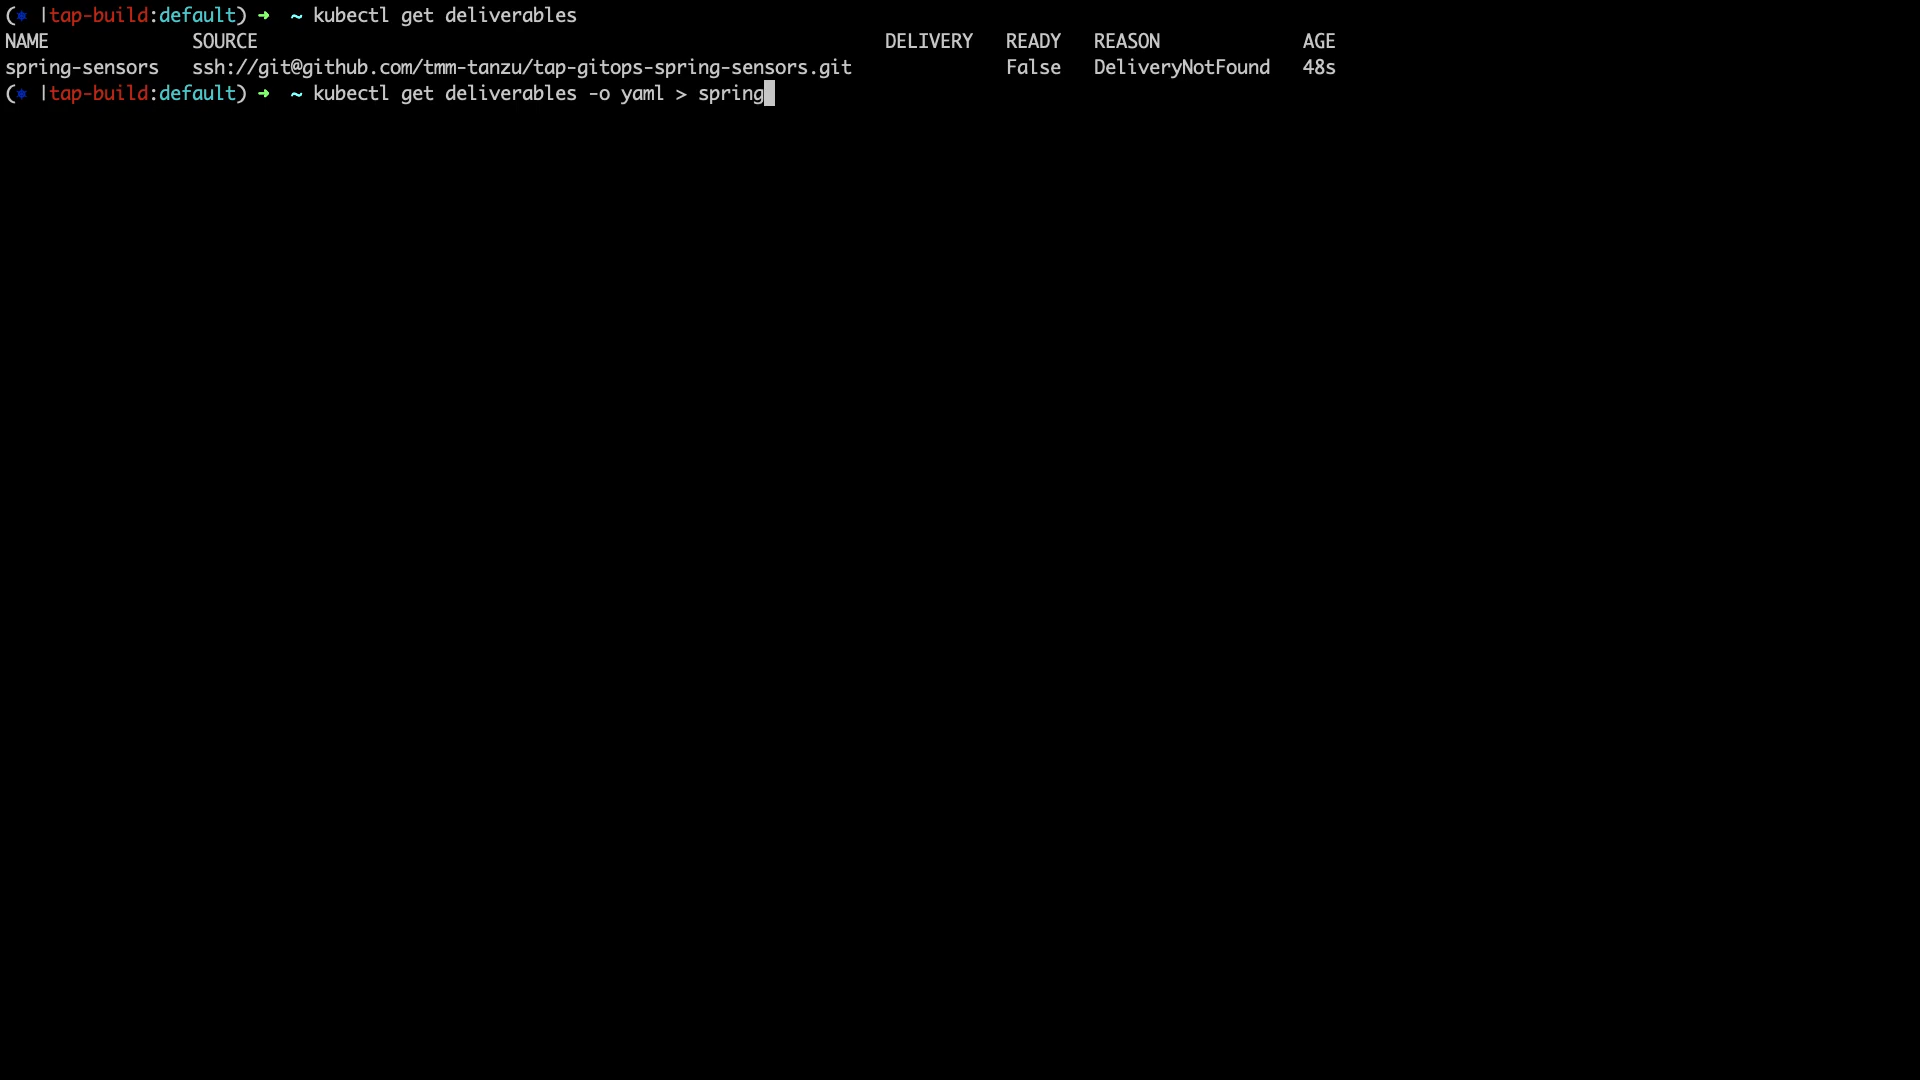 (⎈ |tap-build:default) ➜  ~ kubectl get deliverables
NAME             SOURCE                                                         DELIVERY   READY   REASON             AGE
spring-sensors   ssh://git@github.com/tmm-tanzu/tap-gitops-spring-sensors.git              False   DeliveryNotFound   48s
(⎈ |tap-build:default) ➜  ~ kubectl get deliverables -o yaml > spring